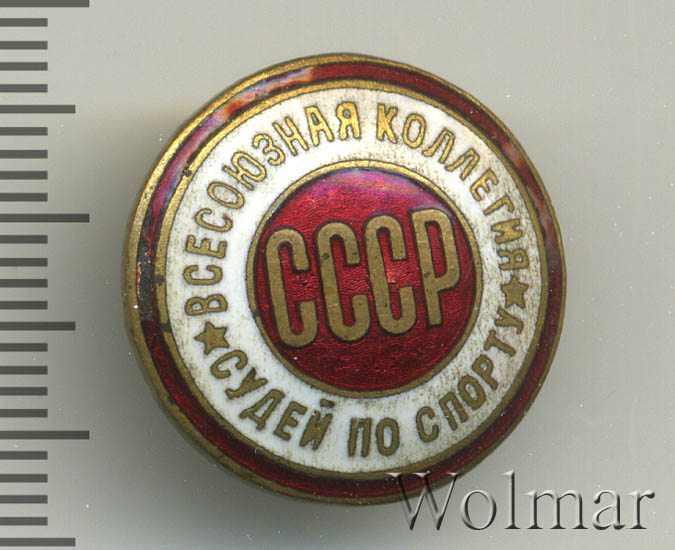 ВСЕСОЮЗНАЯ КОЛЛЕГИЯ
СУДЕЙ ПО СПОРТУ
СССР
Wolmar